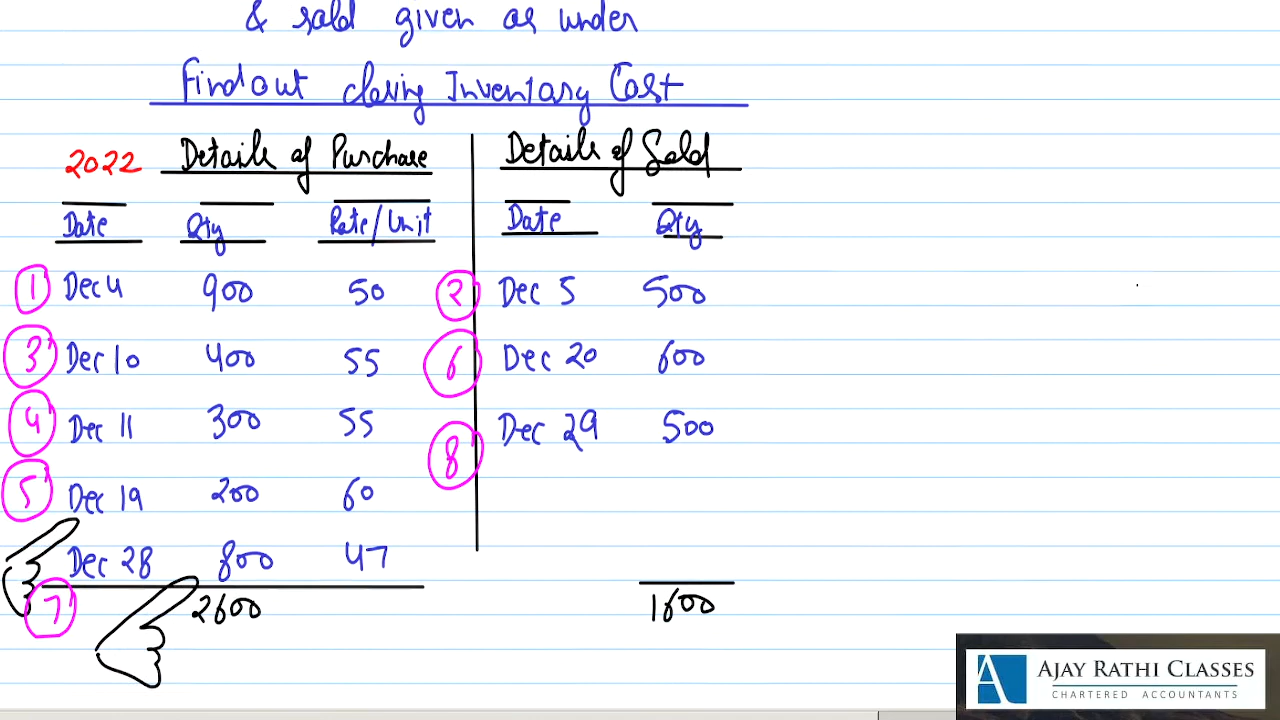 & sold given as under
Findout closing Inventory Cost
2022 Details of Purchase Details of Sold
Date Qty Rate/Unit Date Qty
1 Dec 4 900 50 2 Dec 5 500
3 Dec 10 400 55 6 Dec 20 600
4 Dec 11 300 55 8 Dec 29 500
5 Dec 19 200 60
7 Dec 28 800 47
2600 1600
AJAY RATHI CLASSES
CHARTERED ACCOUNTANTS